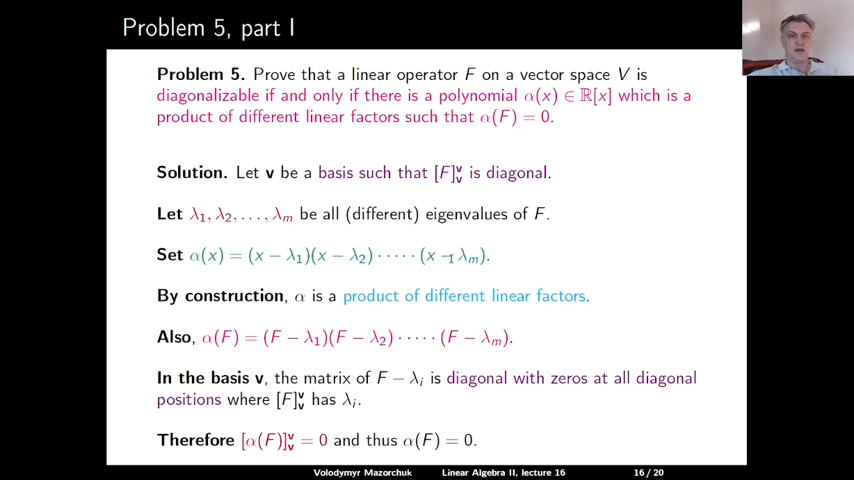 Problem 5, part I
Problem 5. Prove that a linear operator F on a vector space V is
diagonalizable if and only if there is a polynomial α(x) ∈ ℝ[x] which is a
product of different linear factors such that α(F) = 0.
Solution. Let v be a basis such that [F]ᵥᵛ is diagonal.
Let λ₁, λ₂, . . . , λₘ be all (different) eigenvalues of F.
Set α(x) = (x − λ₁)(x − λ₂) · · · · · (x − λₘ).
By construction, α is a product of different linear factors.
Also, α(F) = (F − λ₁)(F − λ₂) · · · · · (F − λₘ).
In the basis v, the matrix of F − λᵢ is diagonal with zeros at all diagonal
positions where [F]ᵥᵛ has λᵢ.
Therefore [α(F)]ᵥᵛ = 0 and thus α(F) = 0.
Volodymyr Mazorchuk Linear Algebra II, lecture 16 16 / 20